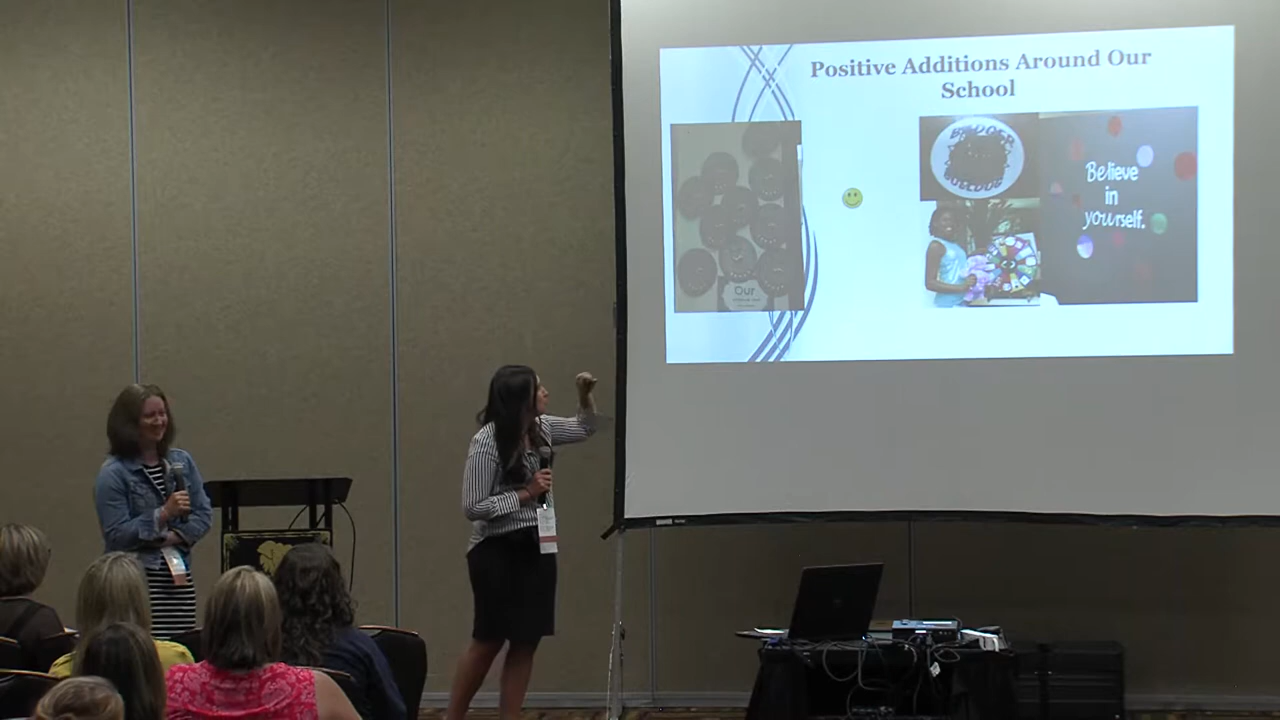 Positive Additions Around Our
School
Our
Believe
in
yourself.